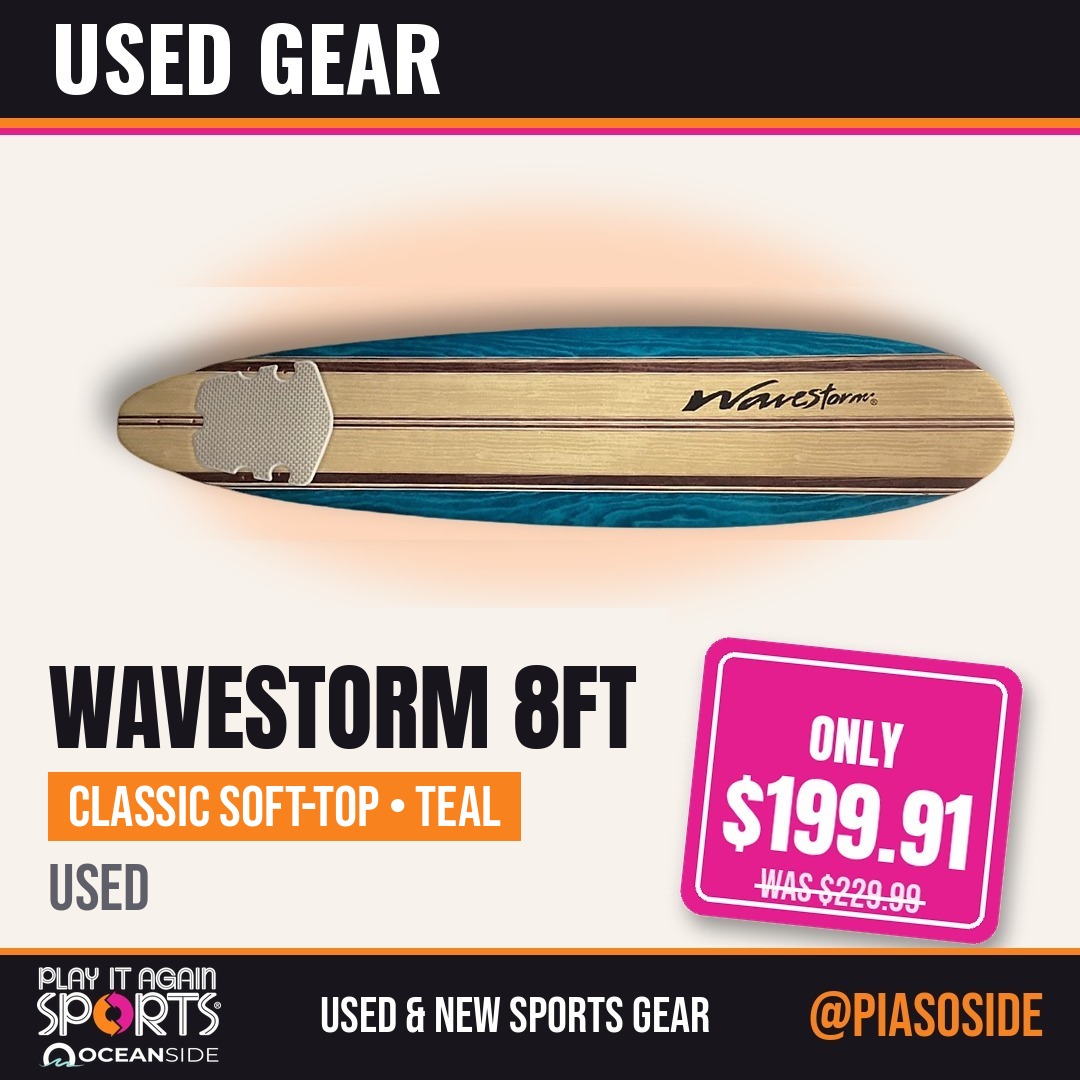 USED GEAR
Wavestorm®
WAVESTORM 8FT
CLASSIC SOFT-TOP • TEAL
USED
ONLY
$199.91
WAS $229.99
PLAY IT AGAIN
SPORTS®
OCEANSIDE
USED & NEW SPORTS GEAR
@PIASOSIDE